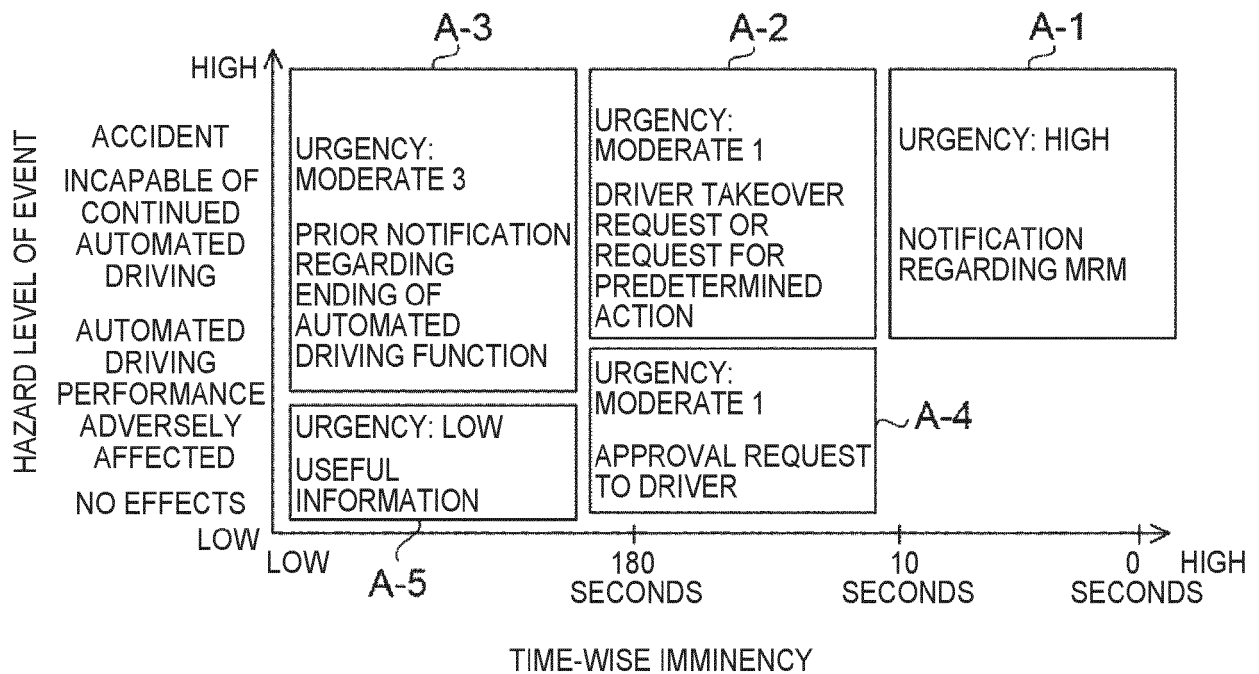 A-3
A-2
A-1
HIGH
HAZARD LEVEL OF EVENT
ACCIDENT
INCAPABLE OF
CONTINUED
AUTOMATED
DRIVING
AUTOMATED
DRIVING
PERFORMANCE
ADVERSELY
AFFECTED
NO EFFECTS
LOW
URGENCY:
MODERATE 3
PRIOR NOTIFICATION
REGARDING
ENDING OF
AUTOMATED
DRIVING FUNCTION
URGENCY:
MODERATE 1
DRIVER TAKEOVER
REQUEST OR
REQUEST FOR
PREDETERMINED
ACTION
URGENCY: HIGH
NOTIFICATION
REGARDING MRM
URGENCY: LOW
USEFUL
INFORMATION
URGENCY:
MODERATE 1
APPROVAL REQUEST
TO DRIVER
A-4
LOW
A-5
180
SECONDS
10
SECONDS
0
SECONDS
HIGH
TIME-WISE IMMINENCY